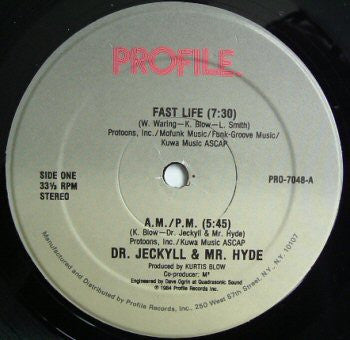 PROFILE
FAST LIFE (7:30)
(W. Waring—K. Blow—L. Smith)
Protoons, Inc./Mofunk Music/Funk-Groove Music/
Kuwa Music ASCAP
SIDE ONE
33⅓ RPM
STEREO
PRO-7048-A
A.M./P.M. (5:45)
(K. Blow—Dr. Jeckyll & Mr. Hyde)
Protoons, Inc./Kuwa Music ASCAP
DR. JECKYLL & MR. HYDE
Produced by KURTIS BLOW
Co-producer: M²
Engineered by Dave Ogrin at Quadrasonic Sound
© 1984 Profile Records Inc.
Manufactured and Distributed by Profile Records, Inc., 250 West 57th Street, N.Y., N.Y. 10107